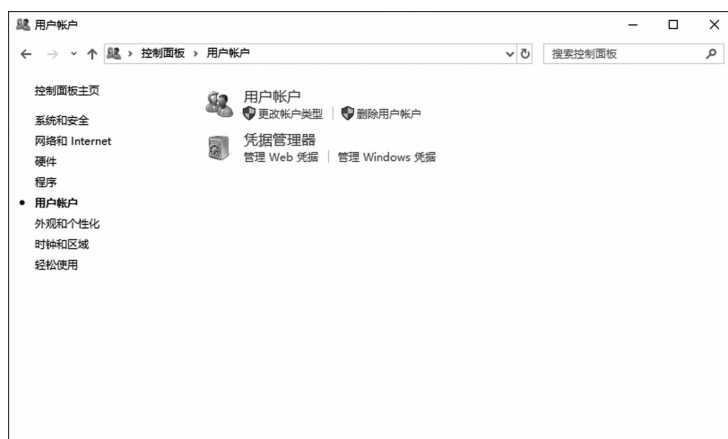 用户帐户
控制面板 › 用户帐户
搜索控制面板
控制面板主页
系统和安全
网络和 Internet
硬件
程序
用户帐户
外观和个性化
时钟和区域
轻松使用
用户帐户
更改帐户类型 删除用户帐户
凭据管理器
管理 Web 凭据 管理 Windows 凭据